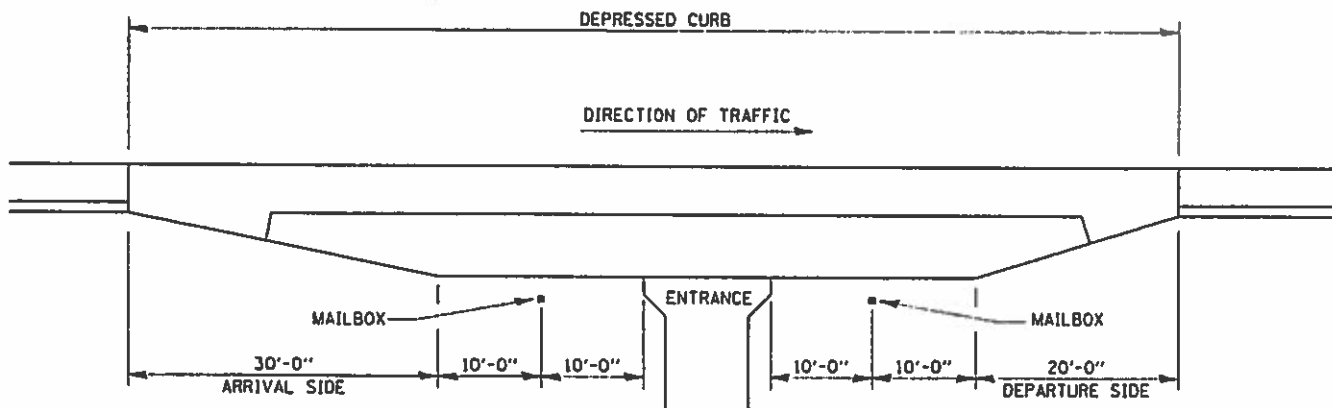 DEPRESSED CURB
DIRECTION OF TRAFFIC
ENTRANCE
MAILBOX
MAILBOX
30'-0"
10'-0"
10'-0"
10'-0"
10'-0"
20'-0"
ARRIVAL SIDE
DEPARTURE SIDE